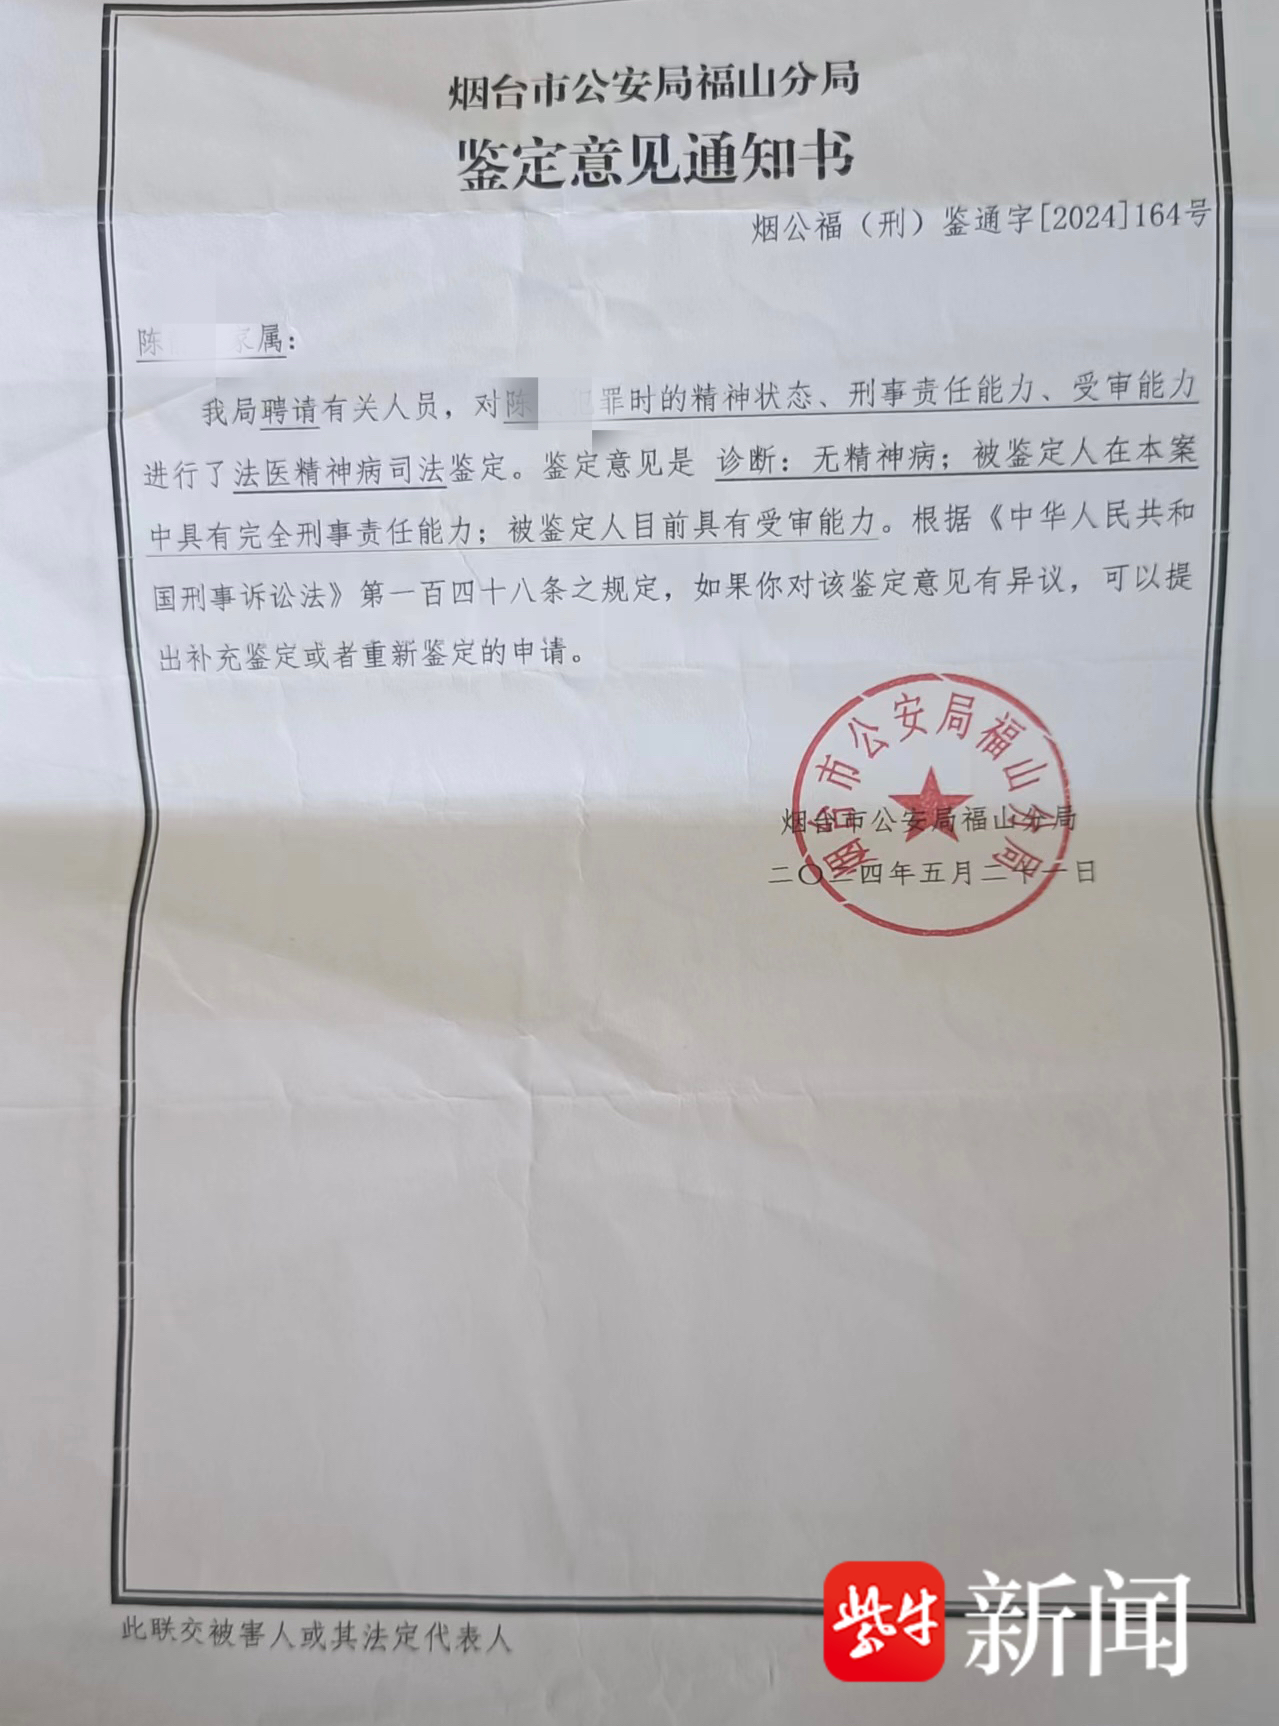 烟台市公安局福山分局
鉴定意见通知书
烟公福（刑）鉴通字[2024]164号
陈 家属：
我局聘请有关人员，对陈 犯罪时的精神状态、刑事责任能力、受审能力
进行了法医精神病司法鉴定。鉴定意见是 诊断：无精神病；被鉴定人在本案
中具有完全刑事责任能力；被鉴定人目前具有受审能力。根据《中华人民共和
国刑事诉讼法》第一百四十八条之规定，如果你对该鉴定意见有异议，可以提
出补充鉴定或者重新鉴定的申请。
烟台市公安局福山分局
烟台市公安局福山分局
二〇二四年五月二十一日
此联交被害人或其法定代表人
紫牛新闻